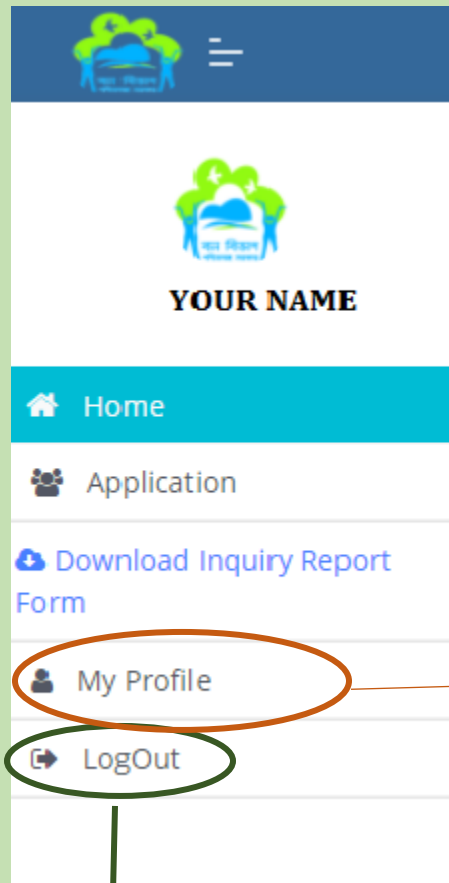 YOUR NAME
Home
Application
Download Inquiry Report
Form
My Profile
LogOut